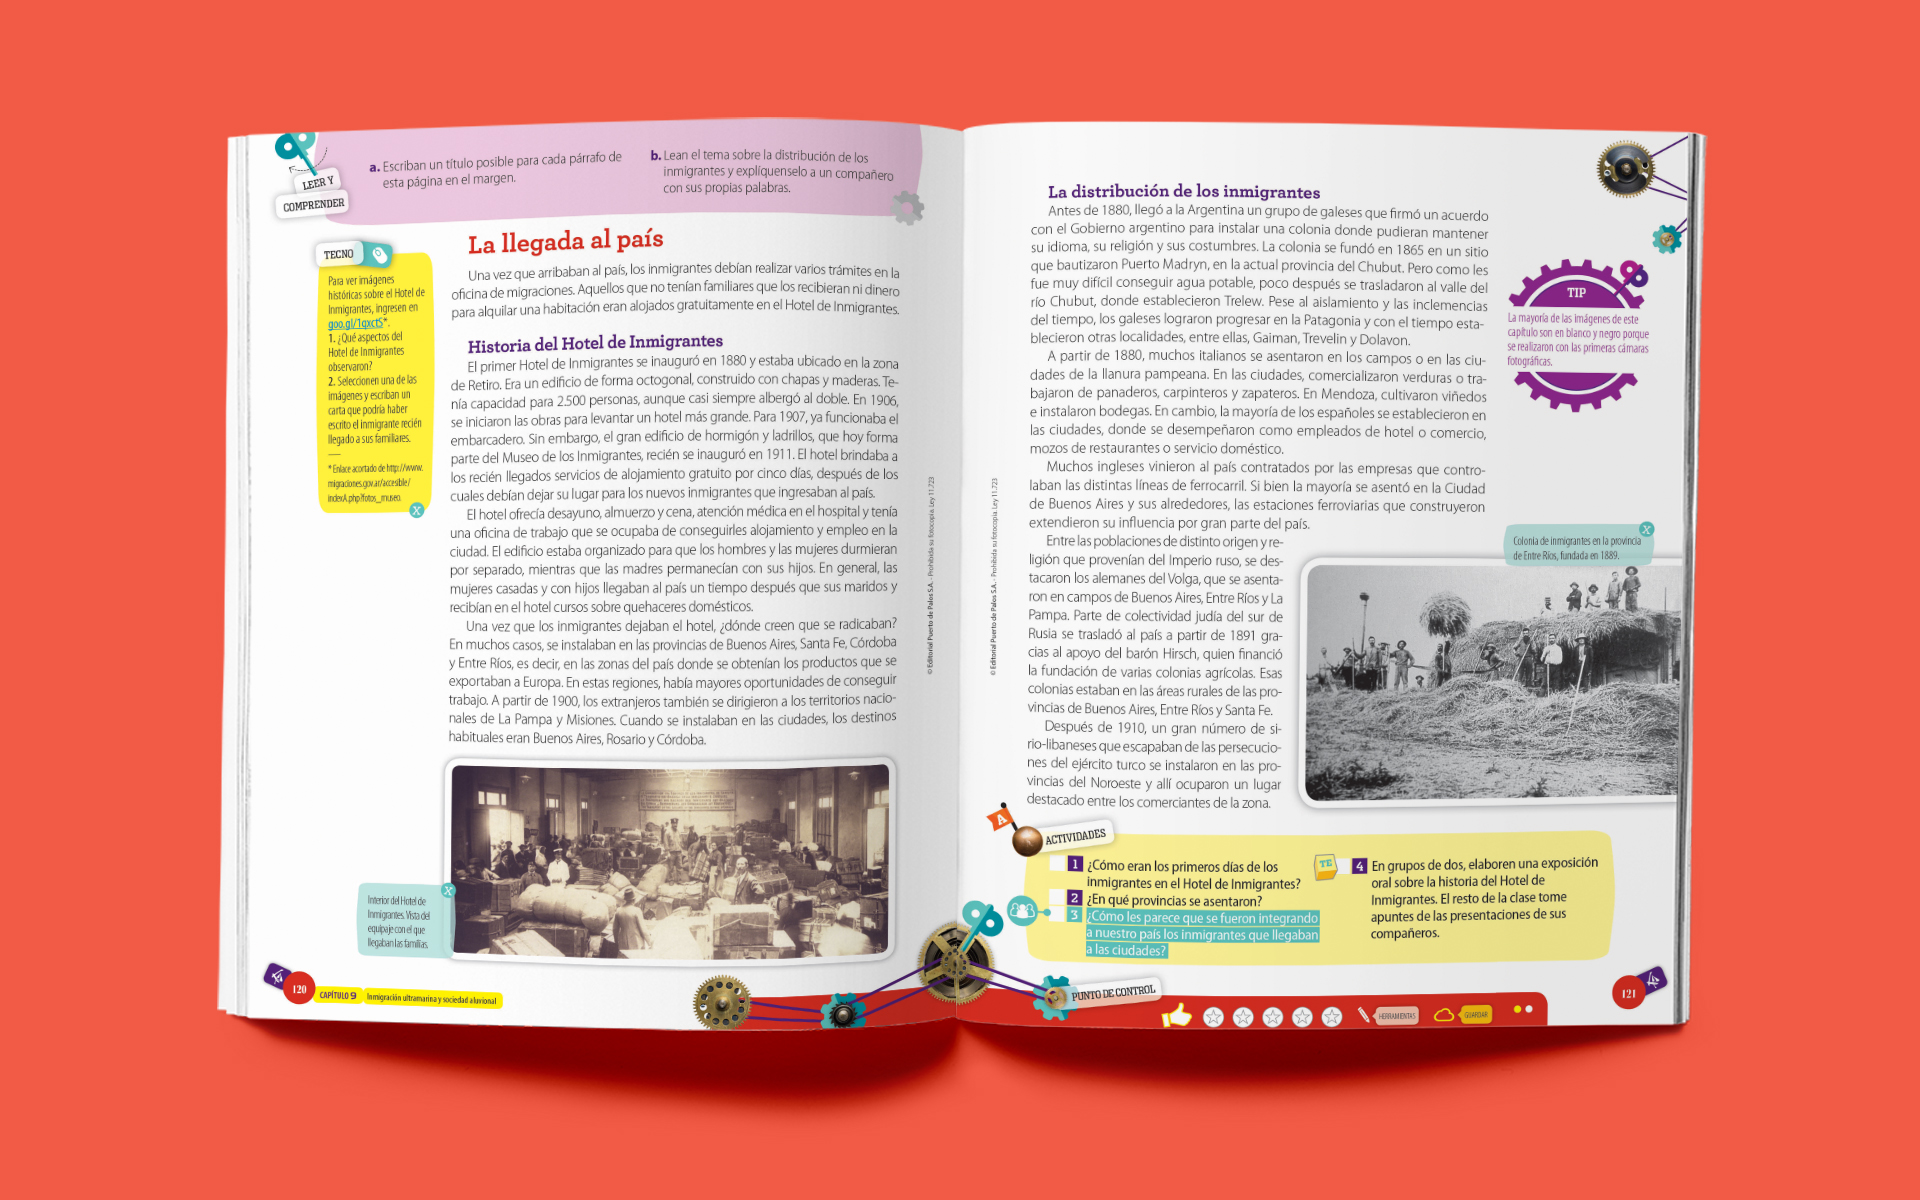 LEER Y
COMPRENDER
a. Escriban un título posible para cada párrafo de
esta página en el margen.
b. Lean el tema sobre la distribución de los
inmigrantes y explíquenselo a un compañero
con sus propias palabras.
TECNO
Para ver imágenes
históricas sobre el Hotel de
Inmigrantes, ingresen en
goo.gl/1qxctS*.
1. ¿Qué aspectos del
Hotel de Inmigrantes
observaron?
2. Seleccionen una de las
imágenes y escriban un
carta que podría haber
escrito el inmigrante recién
llegado a sus familiares.
* Enlace acortado de http://www.
migraciones.gov.ar/accesible/
indexA.php?fotos_museo.
X
La llegada al país
Una vez que arribaban al país, los inmigrantes debían realizar varios trámites en la
oficina de migraciones. Aquellos que no tenían familiares que los recibieran ni dinero
para alquilar una habitación eran alojados gratuitamente en el Hotel de Inmigrantes.
Historia del Hotel de Inmigrantes
El primer Hotel de Inmigrantes se inauguró en 1880 y estaba ubicado en la zona
de Retiro. Era un edificio de forma octogonal, construido con chapas y maderas. Te-
nía capacidad para 2.500 personas, aunque casi siempre albergó al doble. En 1906,
se iniciaron las obras para levantar un hotel más grande. Para 1907, ya funcionaba el
embarcadero. Sin embargo, el gran edificio de hormigón y ladrillos, que hoy forma
parte del Museo de los Inmigrantes, recién se inauguró en 1911. El hotel brindaba a
los recién llegados servicios de alojamiento gratuito por cinco días, después de los
cuales debían dejar su lugar para los nuevos inmigrantes que ingresaban al país.
El hotel ofrecía desayuno, almuerzo y cena, atención médica en el hospital y tenía
una oficina de trabajo que se ocupaba de conseguirles alojamiento y empleo en la
ciudad. El edificio estaba organizado para que los hombres y las mujeres durmieran
por separado, mientras que las madres permanecían con sus hijos. En general, las
mujeres casadas y con hijos llegaban al país un tiempo después que sus maridos y
recibían en el hotel cursos sobre quehaceres domésticos.
Una vez que los inmigrantes dejaban el hotel, ¿dónde creen que se radicaban?
En muchos casos, se instalaban en las provincias de Buenos Aires, Santa Fe, Córdoba
y Entre Ríos, es decir, en las zonas del país donde se obtenían los productos que se
exportaban a Europa. En estas regiones, había mayores oportunidades de conseguir
trabajo. A partir de 1900, los extranjeros también se dirigieron a los territorios nacio-
nales de La Pampa y Misiones. Cuando se instalaban en las ciudades, los destinos
habituales eran Buenos Aires, Rosario y Córdoba.
X
Interior del Hotel de
Inmigrantes. Vista del
equipaje con el que
llegaban las familias.
120
CAPÍTULO 9 Inmigración ultramarina y sociedad aluvional
© Editorial Puerto de Palos S.A. - Prohibida su fotocopia. Ley 11.723
© Editorial Puerto de Palos S.A. - Prohibida su fotocopia. Ley 11.723
La distribución de los inmigrantes
Antes de 1880, llegó a la Argentina un grupo de galeses que firmó un acuerdo
con el Gobierno argentino para instalar una colonia donde pudieran mantener
su idioma, su religión y sus costumbres. La colonia se fundó en 1865 en un sitio
que bautizaron Puerto Madryn, en la actual provincia del Chubut. Pero como les
fue muy difícil conseguir agua potable, poco después se trasladaron al valle del
río Chubut, donde establecieron Trelew. Pese al aislamiento y las inclemencias
del tiempo, los galeses lograron progresar en la Patagonia y con el tiempo esta-
blecieron otras localidades, entre ellas, Gaiman, Trevelin y Dolavon.
A partir de 1880, muchos italianos se asentaron en los campos o en las ciu-
dades de la llanura pampeana. En las ciudades, comercializaron verduras o tra-
bajaron de panaderos, carpinteros y zapateros. En Mendoza, cultivaron viñedos
e instalaron bodegas. En cambio, la mayoría de los españoles se establecieron en
las ciudades, donde se desempeñaron como empleados de hotel o comercio,
mozos de restaurantes o servicio doméstico.
Muchos ingleses vinieron al país contratados por las empresas que contro-
laban las distintas líneas de ferrocarril. Si bien la mayoría se asentó en la Ciudad
de Buenos Aires y sus alrededores, las estaciones ferroviarias que construyeron
extendieron su influencia por gran parte del país.
Entre las poblaciones de distinto origen y re-
ligión que provenían del Imperio ruso, se des-
tacaron los alemanes del Volga, que se asenta-
ron en campos de Buenos Aires, Entre Ríos y La
Pampa. Parte de colectividad judía del sur de
Rusia se trasladó al país a partir de 1891 gra-
cias al apoyo del barón Hirsch, quien financió
la fundación de varias colonias agrícolas. Esas
colonias estaban en las áreas rurales de las pro-
vincias de Buenos Aires, Entre Ríos y Santa Fe.
Después de 1910, un gran número de si-
rio-libaneses que escapaban de las persecucio-
nes del ejército turco se instalaron en las pro-
vincias del Noroeste y allí ocuparon un lugar
destacado entre los comerciantes de la zona.
TIP
La mayoría de las imágenes de este
capítulo son en blanco y negro porque
se realizaron con las primeras cámaras
fotográficas.
X
Colonia de inmigrantes en la provincia
de Entre Ríos, fundada en 1889.
A
ACTIVIDADES
1 ¿Cómo eran los primeros días de los
inmigrantes en el Hotel de Inmigrantes?
2 ¿En qué provincias se asentaron?
3 ¿Cómo les parece que se fueron integrando
a nuestro país los inmigrantes que llegaban
a las ciudades?
TE
4 En grupos de dos, elaboren una exposición
oral sobre la historia del Hotel de
Inmigrantes. El resto de la clase tome
apuntes de las presentaciones de sus
compañeros.
PUNTO DE CONTROL
HERRAMIENTAS
GUARDAR
121